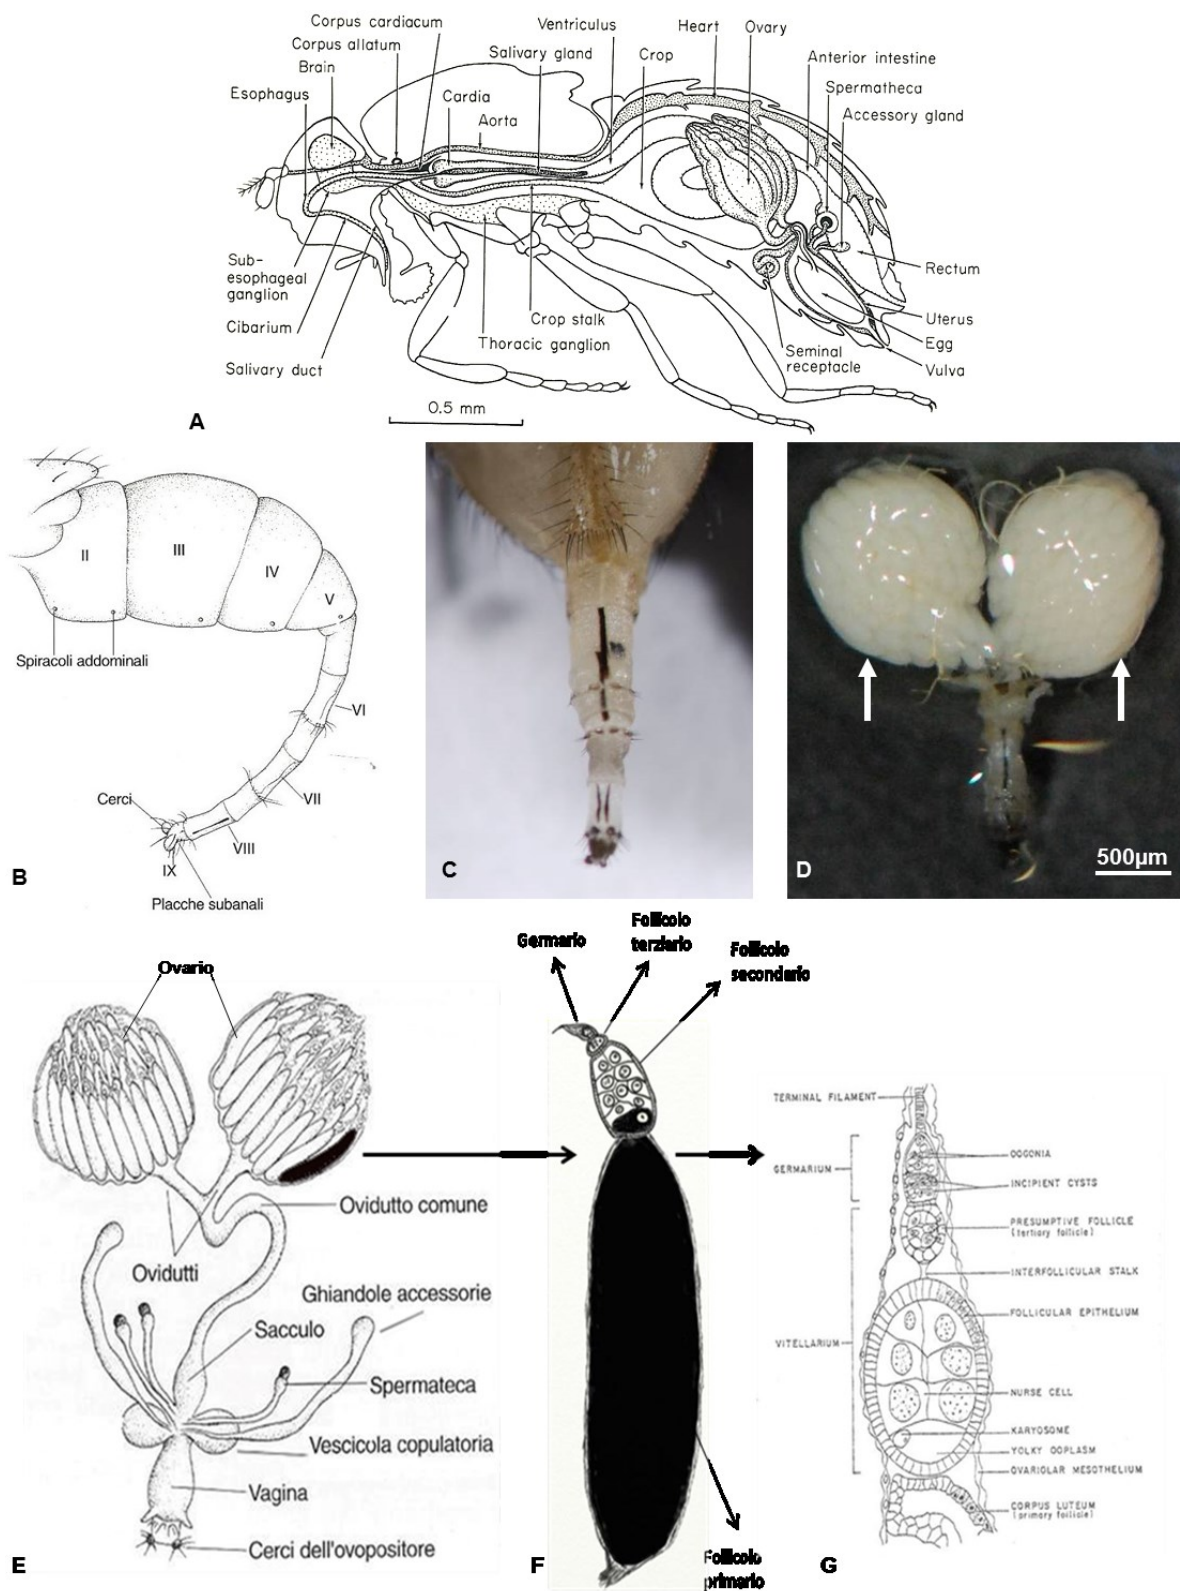 Corpus cardiacum
Corpus allatum
Brain
Esophagus
Ventriculus
Salivary gland
Cardia
Aorta
Crop
Heart
Ovary
Anterior intestine
Spermatheca
Accessory gland
Sub-
esophageal
ganglion
Cibarium
Salivary duct
Crop stalk
Thoracic ganglion
Seminal
receptacle
Rectum
Uterus
Egg
Vulva
0.5 mm
A
II
III
IV
V
Spiracoli addominali
VI
VII
VIII
Cerci
IX
Placche subanali
B
C
D
500µm
Ovario
Ovidutto comune
Ovidutti
Ghiandole accessorie
Sacculo
Spermateca
Vescicola copulatoria
Vagina
Cerci dell'ovopositore
E
Germario
Follicolo
terziario
Follicolo
secondario
Follicolo
primario
F
TERMINAL FILAMENT
GERMARIUM
OOGONIA
INCIPIENT CYSTS
PRESUMPTIVE FOLLICLE
(tertiary follicle)
INTERFOLLICULAR STALK
FOLLICULAR EPITHELIUM
VITELLARIUM
NURSE CELL
KARYOSOME
YOLKY OOPLASM
OVARIOLAR MESOTHELIUM
CORPUS LUTEUM
(primary follicle)
G